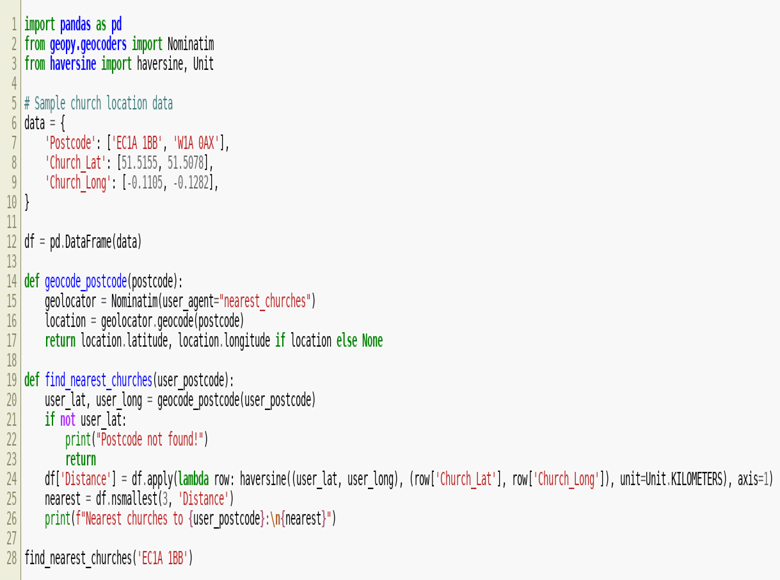 1 import pandas as pd
2 from geopy.geocoders import Nominatim
3 from haversine import haversine, Unit
4
5 # Sample church location data
6 data = {
7     'Postcode': ['EC1A 1BB', 'W1A 0AX'],
8     'Church_Lat': [51.5155, 51.5078],
9     'Church_Long': [-0.1105, -0.1282],
10 }
11
12 df = pd.DataFrame(data)
13
14 def geocode_postcode(postcode):
15     geolocator = Nominatim(user_agent="nearest_churches")
16     location = geolocator.geocode(postcode)
17     return location.latitude, location.longitude if location else None
18
19 def find_nearest_churches(user_postcode):
20     user_lat, user_long = geocode_postcode(user_postcode)
21     if not user_lat:
22         print("Postcode not found!")
23         return
24     df['Distance'] = df.apply(lambda row: haversine((user_lat, user_long), (row['Church_Lat'], row['Church_Long']), unit=Unit.KILOMETERS), axis=1)
25     nearest = df.nsmallest(3, 'Distance')
26     print(f"Nearest churches to {user_postcode}:\n{nearest}")
27
28 find_nearest_churches('EC1A 1BB')